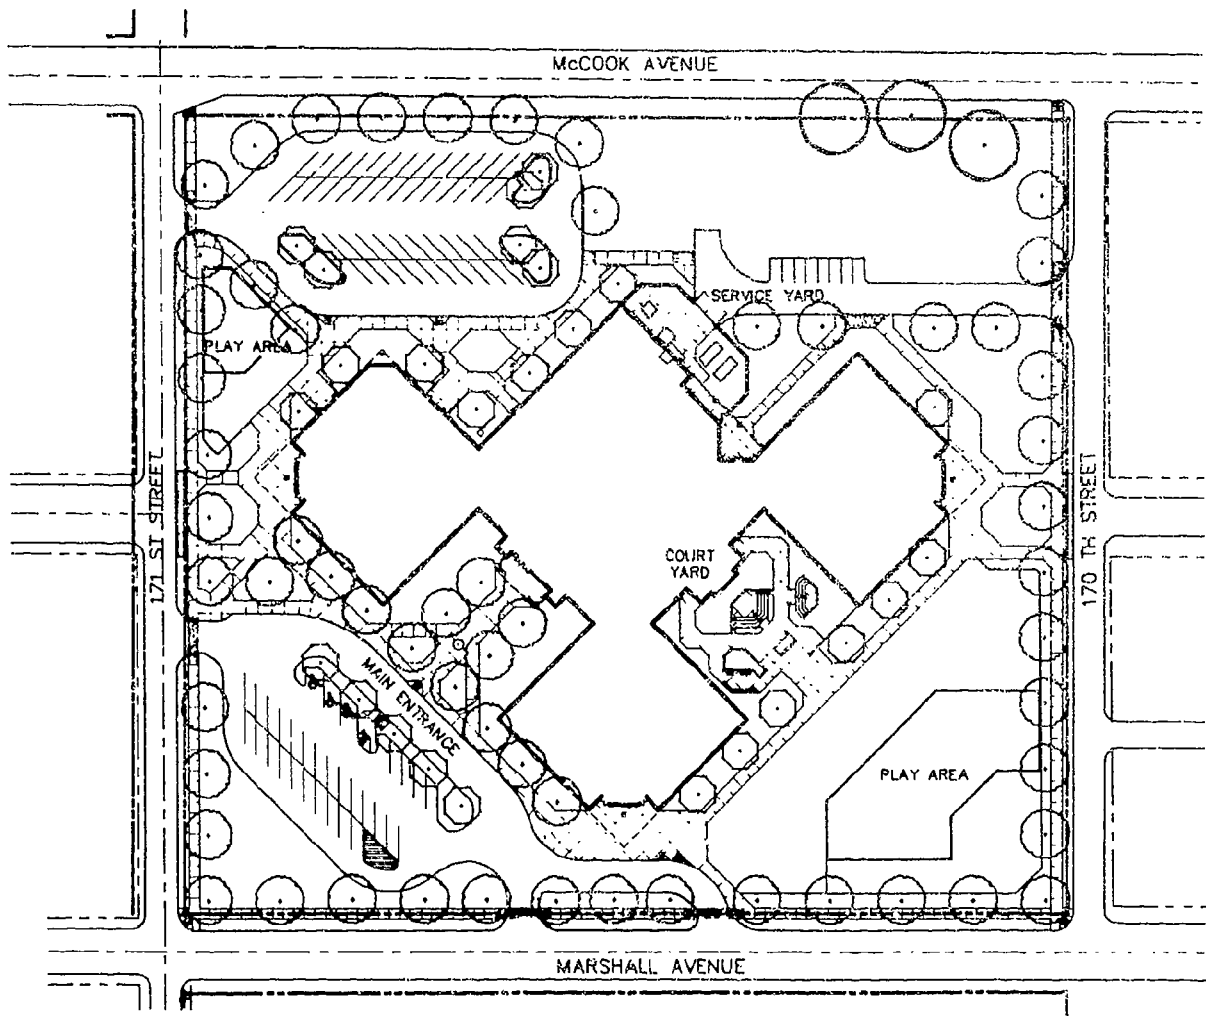 McCOOK AVENUE
SERVICE YARD
PLAY AREA
171 ST STREET
170 TH STREET
COURT
YARD
MAIN ENTRANCE
PLAY AREA
MARSHALL AVENUE